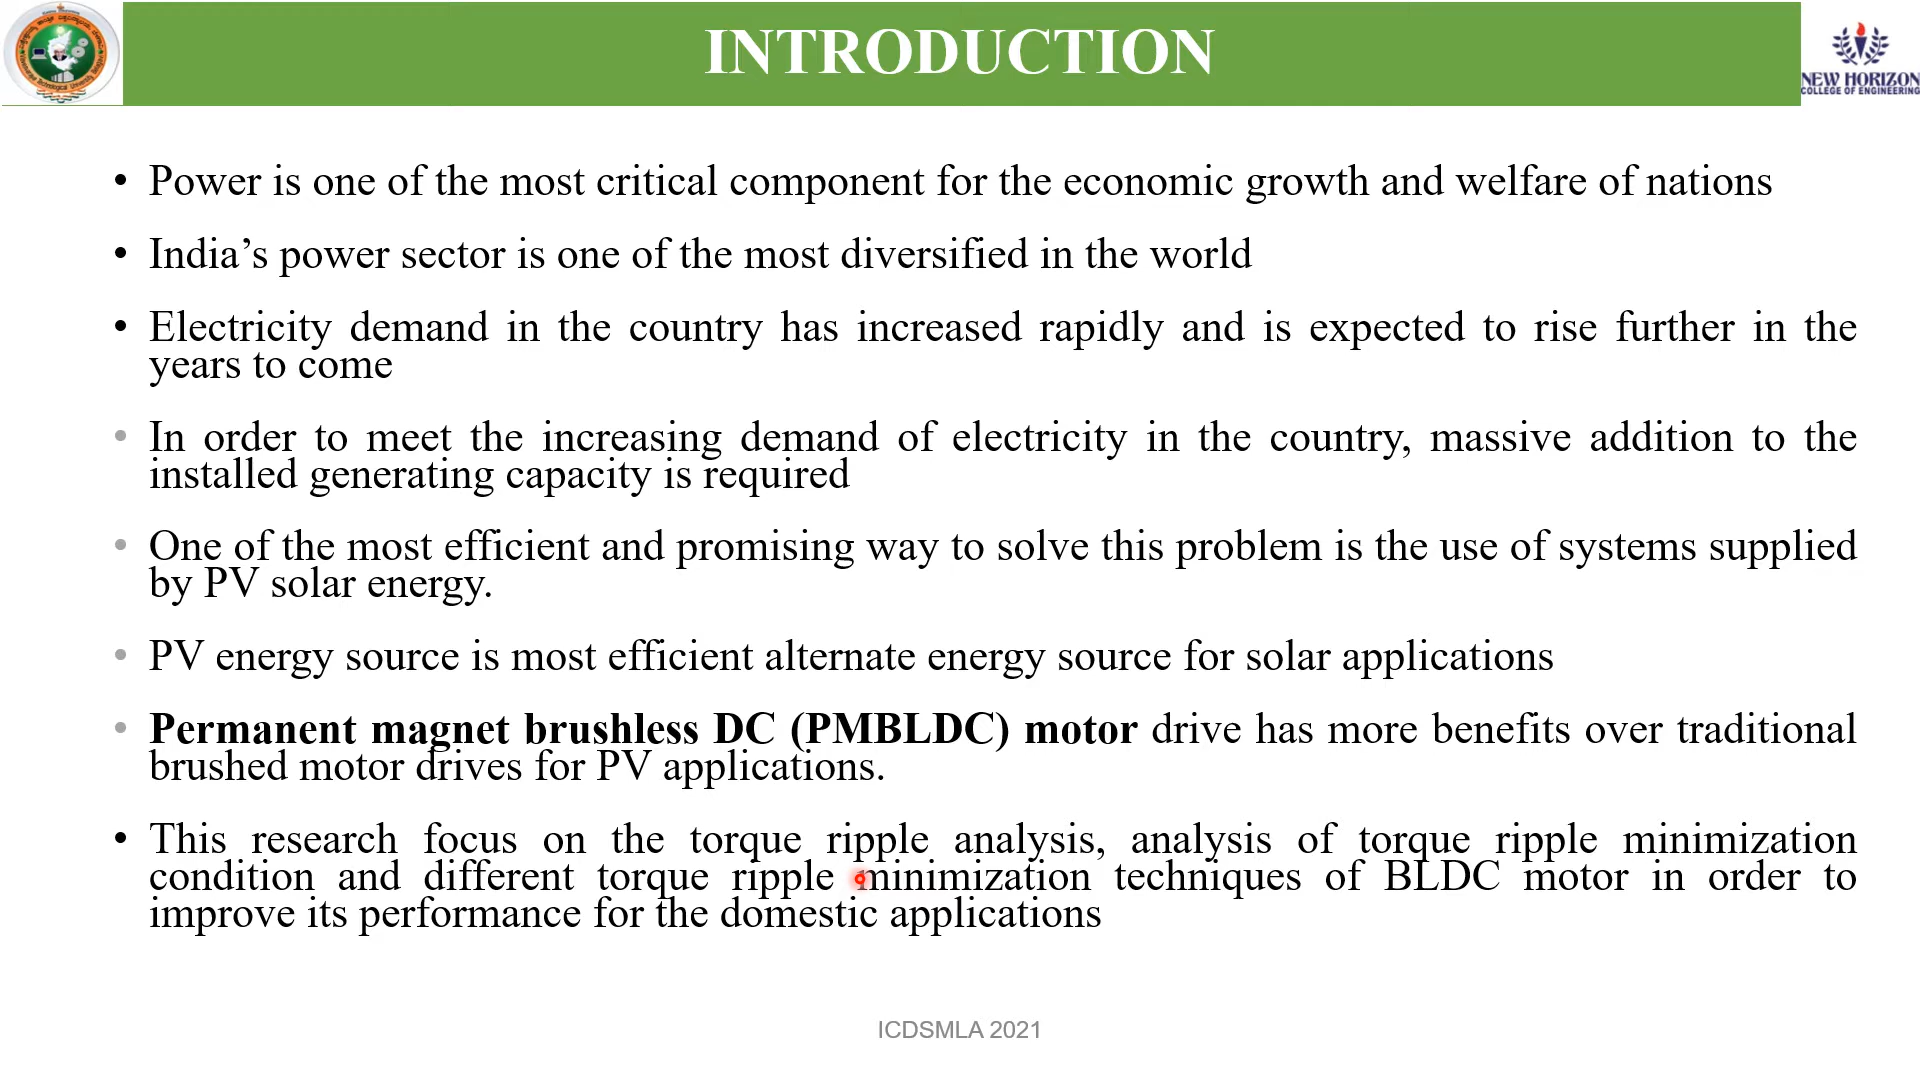 INTRODUCTION
NEW HORIZON
COLLEGE OF ENGINEERING
• Power is one of the most critical component for the economic growth and welfare of nations
• India’s power sector is one of the most diversified in the world
• Electricity demand in the country has increased rapidly and is expected to rise further in the
years to come
• In order to meet the increasing demand of electricity in the country, massive addition to the
installed generating capacity is required
• One of the most efficient and promising way to solve this problem is the use of systems supplied
by PV solar energy.
• PV energy source is most efficient alternate energy source for solar applications
• Permanent magnet brushless DC (PMBLDC) motor drive has more benefits over traditional
brushed motor drives for PV applications.
• This research focus on the torque ripple analysis, analysis of torque ripple minimization
condition and different torque ripple minimization techniques of BLDC motor in order to
improve its performance for the domestic applications
ICDSMLA 2021